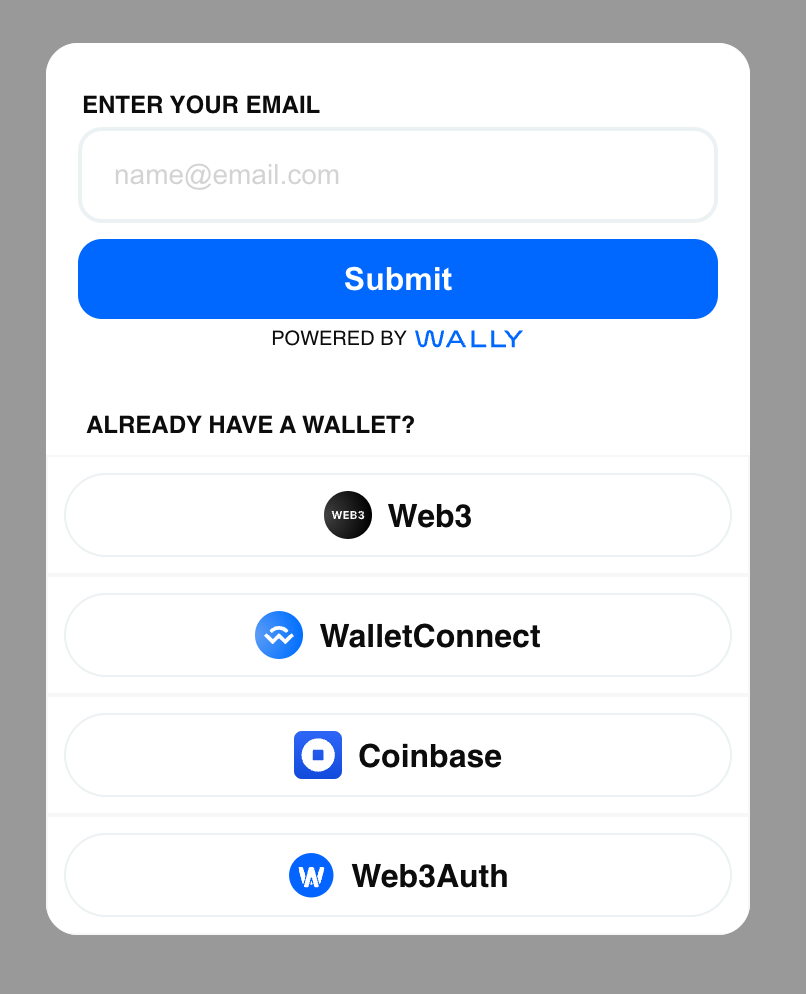 ENTER YOUR EMAIL
name@email.com
Submit
POWERED BY WALLY
ALREADY HAVE A WALLET?
WEB3 Web3
WalletConnect
Coinbase
W Web3Auth